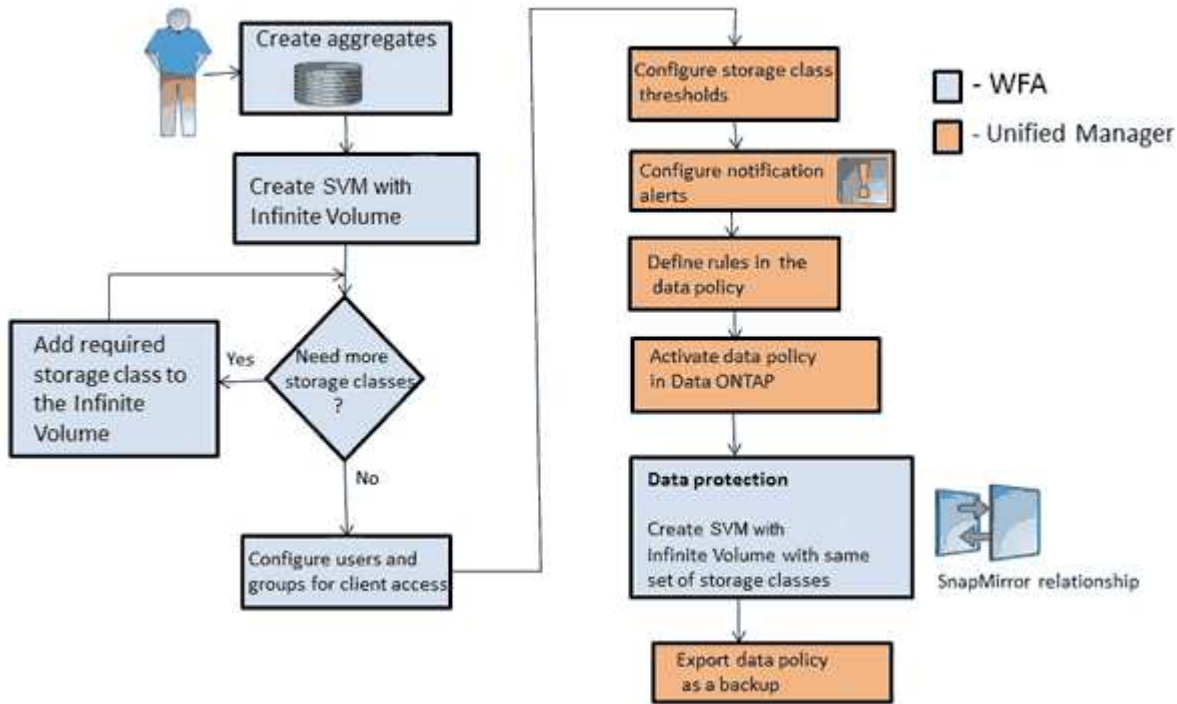 Create aggregates
Create SVM with
Infinite Volume
Need more
storage classes
?
Yes
Add required
storage class to
the Infinite
Volume
No
Configure users and
groups for client access
Configure storage class
thresholds
Configure notification
alerts
!
Define rules in the
data policy
Activate data policy
in Data ONTAP
Data protection
Create SVM with
Infinite Volume with same
set of storage classes
SnapMirror relationship
Export data policy
as a backup
- WFA
- Unified Manager